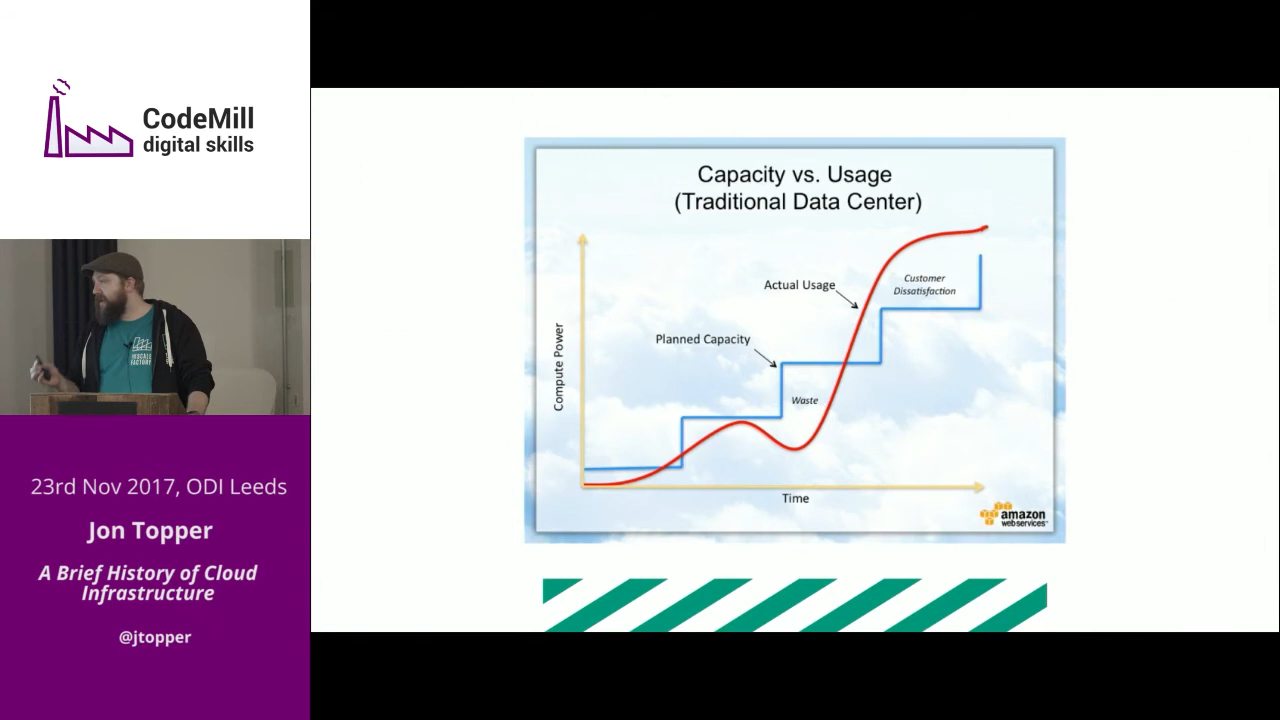 CodeMill
digital skills
23rd Nov 2017, ODI Leeds
Jon Topper
A Brief History of Cloud
Infrastructure
@jtopper
Capacity vs. Usage
(Traditional Data Center)
Actual Usage
Customer
Dissatisfaction
Planned Capacity
Waste
Compute Power
Time
amazon
webservices
FACTORY